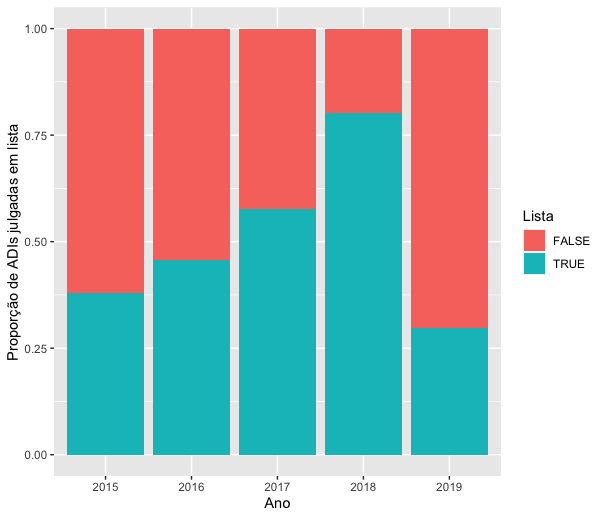 1.00
0.75
0.50
0.25
0.00
Proporção de ADIs julgadas em lista
2015 2016 2017 2018 2019
Ano
Lista
FALSE
TRUE